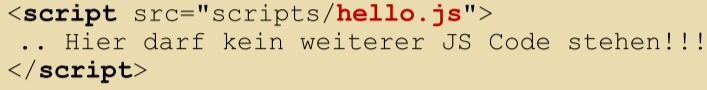 <script src="scripts/hello.js">
.. Hier darf kein weiterer JS Code stehen!!!
</script>